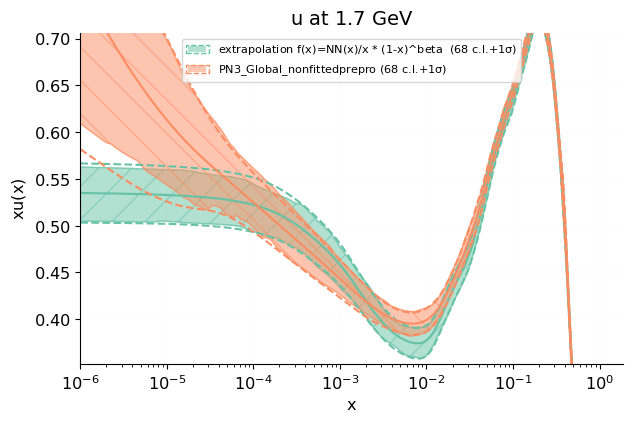 u at 1.7 GeV
extrapolation f(x)=NN(x)/x * (1-x)^beta (68 c.l.+1σ)
PN3_Global_nonfittedprepro (68 c.l.+1σ)
xu(x)
0.70
0.65
0.60
0.55
0.50
0.45
0.40
10⁻⁶ 10⁻⁵ 10⁻⁴ 10⁻³ 10⁻² 10⁻¹ 10⁰
x